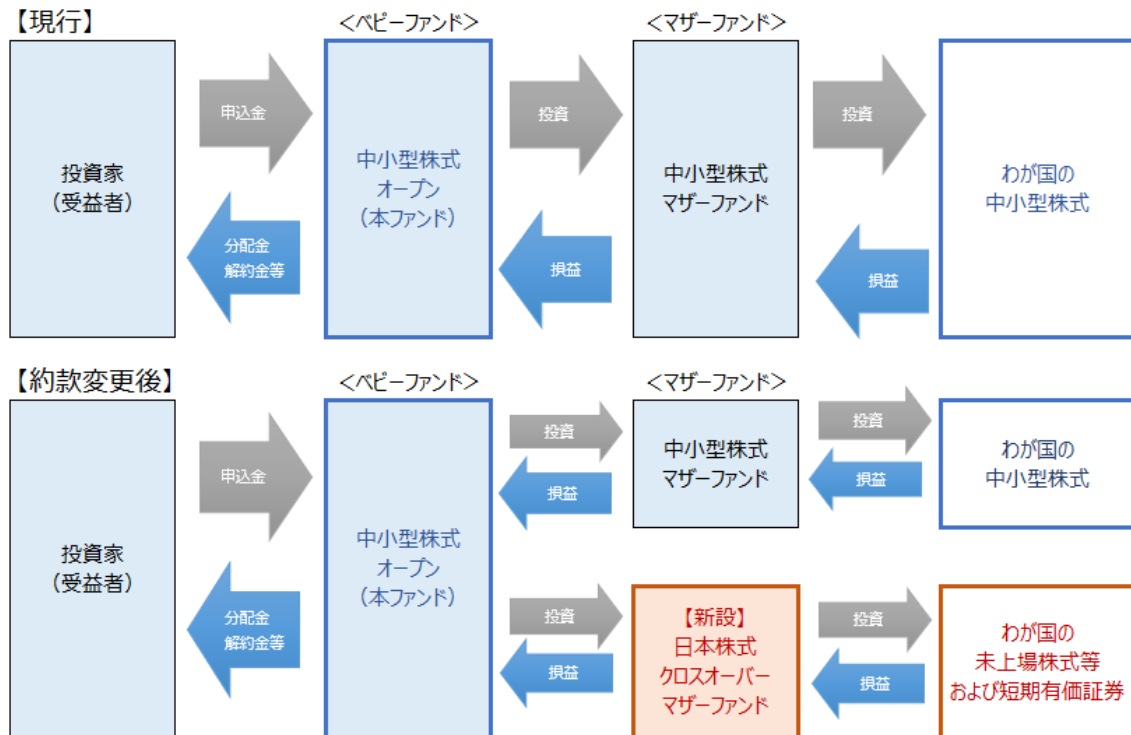 【現行】
<ベビーファンド>
<マザーファンド>
投資家
（受益者）
申込金
分配金
解約金等
中小型株式
オープン
（本ファンド）
投資
損益
中小型株式
マザーファンド
投資
損益
わが国の
中小型株式
【約款変更後】
<ベビーファンド>
<マザーファンド>
投資家
（受益者）
申込金
分配金
解約金等
中小型株式
オープン
（本ファンド）
投資
損益
中小型株式
マザーファンド
投資
損益
わが国の
中小型株式
投資
損益
【新設】
日本株式
クロスオーバー
マザーファンド
投資
損益
わが国の
未上場株式等
および短期有価証券